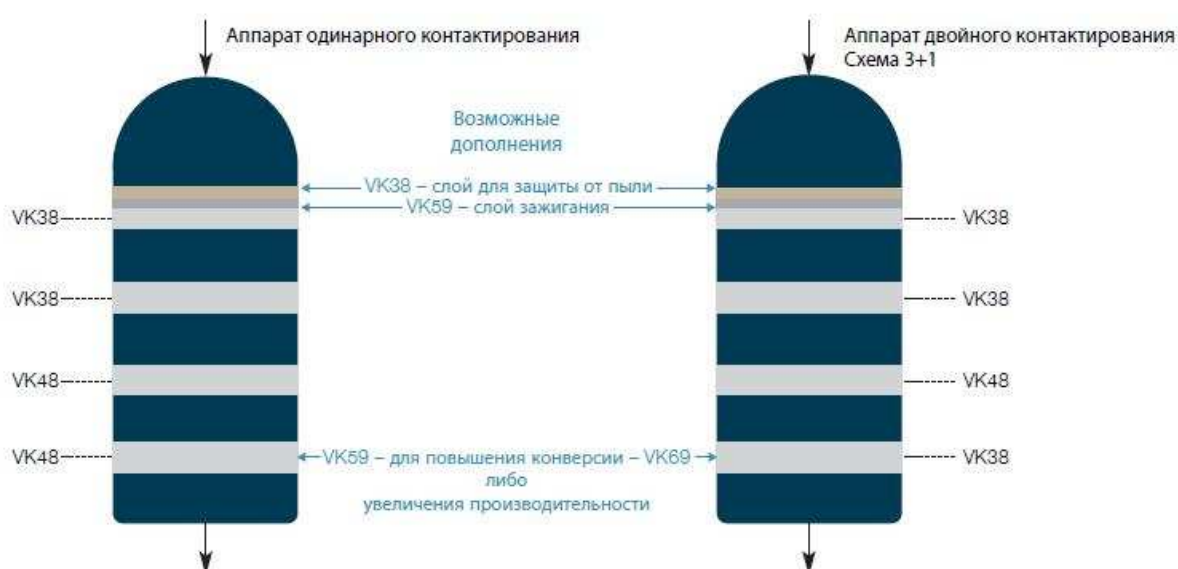 Аппарат одинарного контактирования
Аппарат двойного контактирования
Схема 3+1
Возможные
дополнения
VK38 – слой для защиты от пыли
VK59 – слой зажигания
VK38
VK38
VK38
VK38
VK48
VK48
VK48
VK59 – для повышения конверсии – VK69
VK38
либо
увеличения производительности